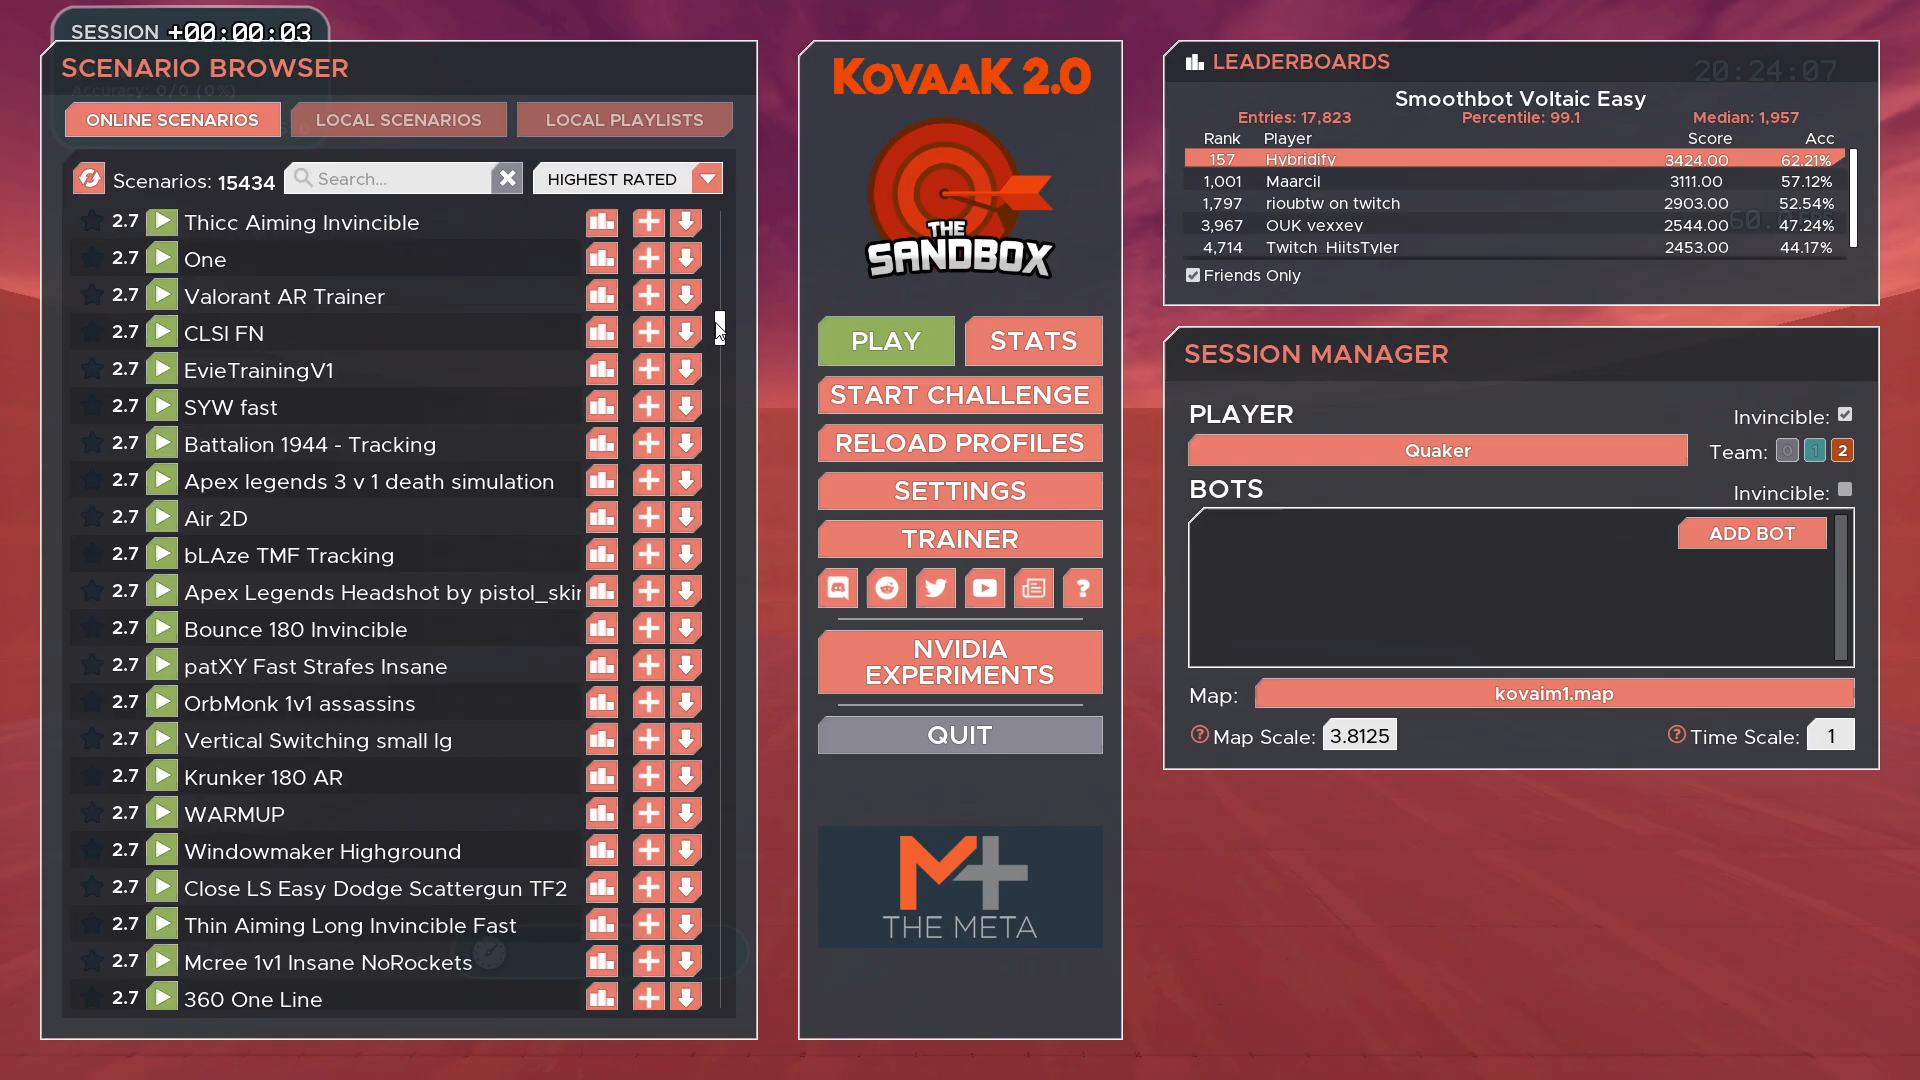 SESSION +00:00:03
SCENARIO BROWSER
Accuracy: 0/0 (0%)
ONLINE SCENARIOS
LOCAL SCENARIOS
LOCAL PLAYLISTS
Scenarios: 15434
Search...
HIGHEST RATED
2.7 Thicc Aiming Invincible
2.7 One
2.7 Valorant AR Trainer
2.7 CLSI FN
2.7 EvieTrainingV1
2.7 SYW fast
2.7 Battalion 1944 - Tracking
2.7 Apex legends 3 v 1 death simulation
2.7 Air 2D
2.7 bLAze TMF Tracking
2.7 Apex Legends Headshot by pistol_skir
2.7 Bounce 180 Invincible
2.7 patXY Fast Strafes Insane
2.7 OrbMonk 1v1 assassins
2.7 Vertical Switching small lg
2.7 Krunker 180 AR
2.7 WARMUP
2.7 Windowmaker Highground
2.7 Close LS Easy Dodge Scattergun TF2
2.7 Thin Aiming Long Invincible Fast
2.7 Mcree 1v1 Insane NoRockets
2.7 360 One Line
KOVAAK 2.0
THE
SANDBOX
PLAY
STATS
START CHALLENGE
RELOAD PROFILES
SETTINGS
TRAINER
?
NVIDIA
EXPERIMENTS
QUIT
M+
THE META
LEADERBOARDS
20:24:07
Smoothbot Voltaic Easy
Entries: 17,823 Percentile: 99.1 Median: 1,957
Rank Player Score Acc
157 Hybridify 3424.00 62.21%
1,001 Maarcil 3111.00 57.12%
1,797 rioubtw on twitch 2903.00 52.54%
3,967 OUK vexxey 2544.00 47.24%
4,714 Twitch HiitsTyler 2453.00 44.17%
Friends Only
SESSION MANAGER
PLAYER
Invincible:
Quaker
Team: 0 1 2
BOTS
Invincible:
ADD BOT
Map: kovaim1.map
? Map Scale: 3.8125
? Time Scale: 1